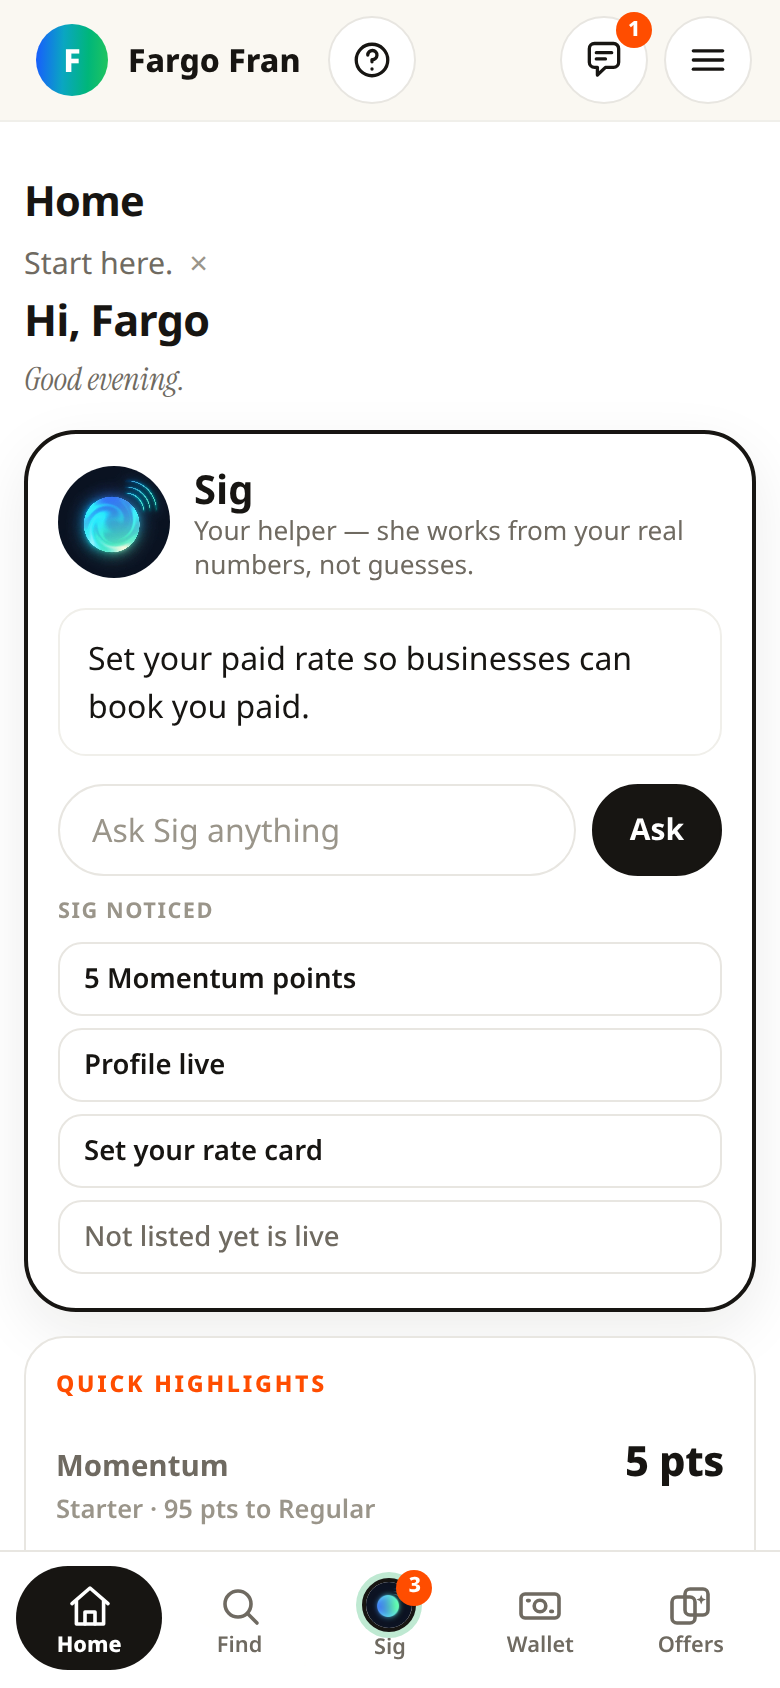 F
Fargo Fran
1
Home
Start here. ×
Hi, Fargo
Good evening.
Sig
Your helper — she works from your real
numbers, not guesses.
Set your paid rate so businesses can
book you paid.
Ask Sig anything
Ask
SIG NOTICED
5 Momentum points
Profile live
Set your rate card
Not listed yet is live
QUICK HIGHLIGHTS
Momentum
5 pts
Starter · 95 pts to Regular
Home
Find
3
Sig
Wallet
Offers